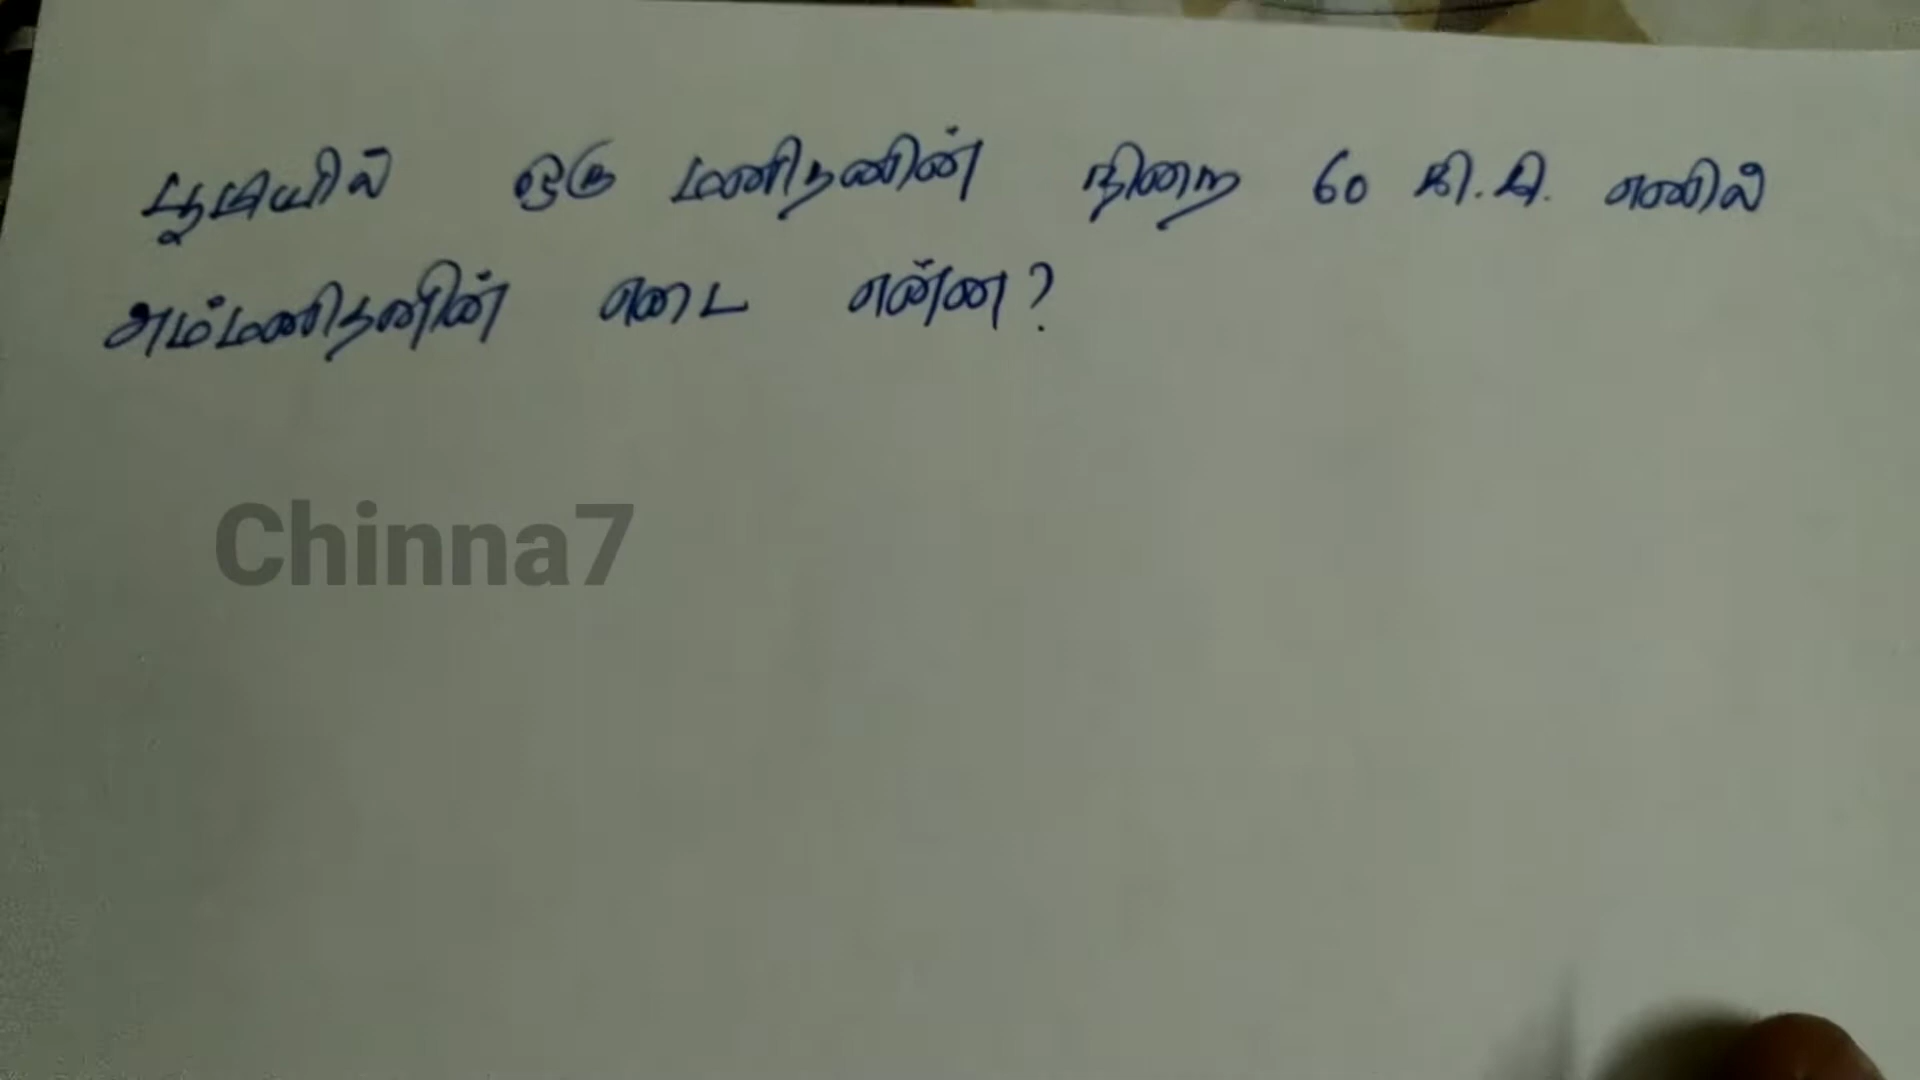 பூமியில் ஒரு மனிதனின் நிறை 60 கி.கி. எனில்
அம்மனிதனின் எடை என்ன?
Chinna7